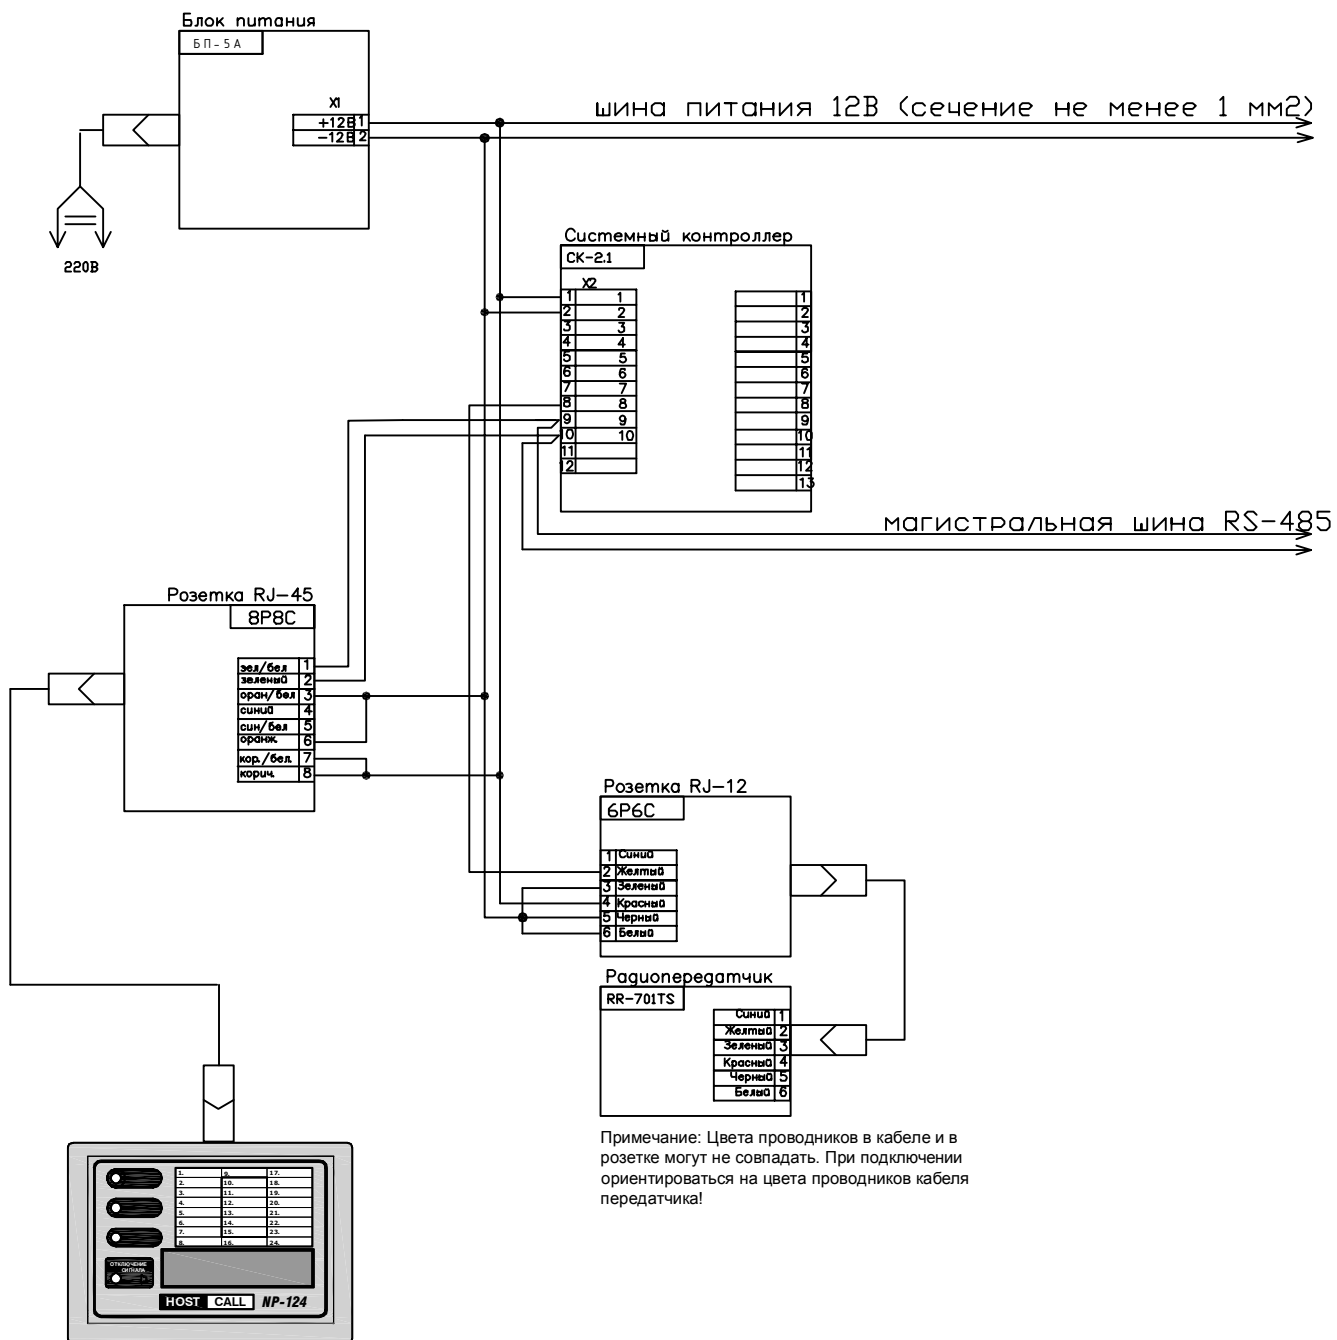 Блок питания
БП-5А
X1
+12В 1
-12В 2
шина питания 12В (сечение не менее 1 мм2)
220В
Системный контроллер
СК-2.1
X2
1 1 1
2 2 2
3 3 3
4 4 4
5 5 5
6 6 6
7 7 7
8 8 8
9 9 9
10 10 10
11 11
12 12
13
магистральная шина RS-485
Розетка RJ-45
8P8C
зел/бел 1
зеленый 2
оран/бел 3
синий 4
син/бел 5
оранж. 6
кор./бел. 7
корич. 8
Розетка RJ-12
6P6C
1 Синий
2 Желтый
3 Зеленый
4 Красный
5 Черный
6 Белый
Радиопередатчик
RR-701TS
Синий 1
Желтый 2
Зеленый 3
Красный 4
Черный 5
Белый 6
Примечание: Цвета проводников в кабеле и в
розетке могут не совпадать. При подключении
ориентироваться на цвета проводников кабеля
передатчика!
1. 9. 17.
2. 10. 18.
3. 11. 19.
4. 12. 20.
5. 13. 21.
6. 14. 22.
7. 15. 23.
8. 16. 24.
ОТКЛЮЧЕНИЕ
СИГНАЛА
HOST CALL NP-124